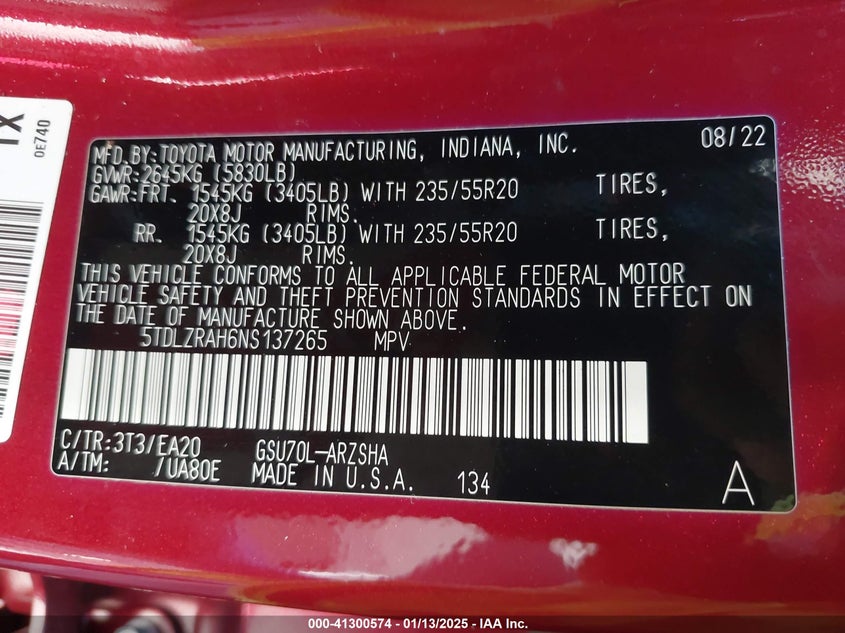 XI
0E740
MFD.BY:TOYOTA MOTOR MANUFACTURING, INDIANA, INC. 08/22
GVWR:2645KG (5830LB)
GAWR:FRT. 1545KG (3405LB) WITH 235/55R20 TIRES,
20X8J RIMS.
RR. 1545KG (3405LB) WITH 235/55R20 TIRES,
20X8J RIMS.
THIS VEHICLE CONFORMS TO ALL APPLICABLE FEDERAL MOTOR
VEHICLE SAFETY AND THEFT PREVENTION STANDARDS IN EFFECT ON
THE DATE OF MANUFACTURE SHOWN ABOVE.
5TDLZRAH6NS137265 MPV
C/TR:3T3/EA20 GSU70L-ARZSHA
A/TM: /UA80E MADE IN U.S.A. 134
A
000-41300574 - 01/13/2025 - IAA Inc.